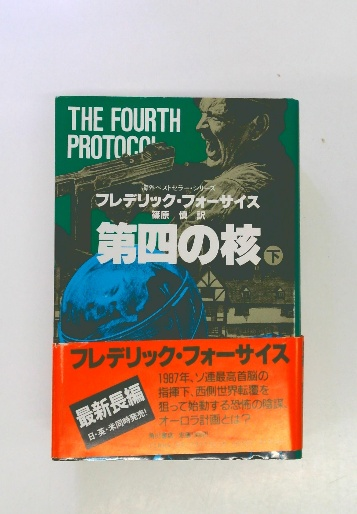 THE FOURTH
PROTOCOL
海外ベストセラー・シリーズ
フレデリック・フォーサイス
篠原 慎 訳
第四の核 下
フレデリック・フォーサイス
最新長編
日・英・米同時発売!
1987年、ソ連最高首脳の
指揮下、西側世界転覆を
狙って始動する恐怖の陰謀、
オーロラ計画とは?